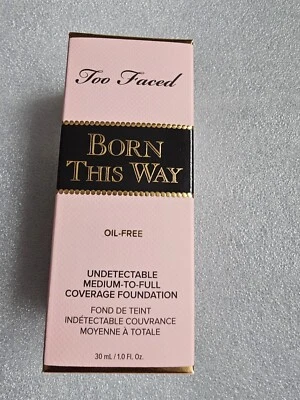 Too Faced
BORN
THIS WAY
OIL-FREE
UNDETECTABLE
MEDIUM-TO-FULL
COVERAGE FOUNDATION
FOND DE TEINT
INDÉTECTABLE COUVRANCE
MOYENNE À TOTALE
30 mL / 1.0 Fl. Oz.